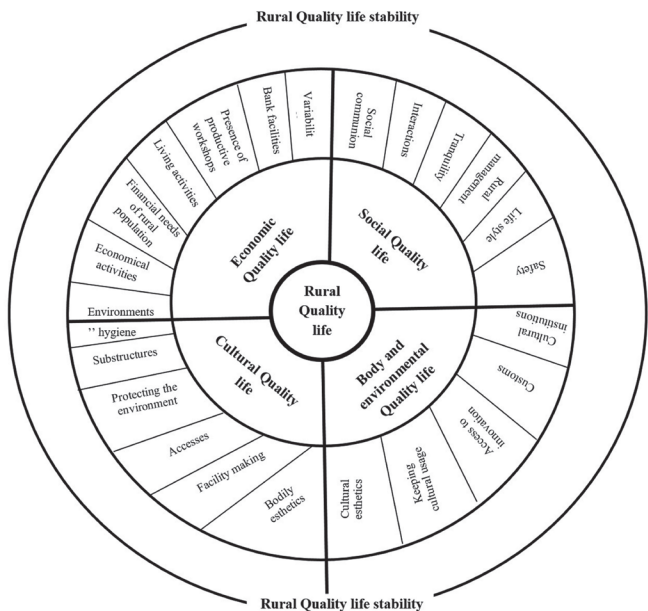 Rural Quality life stability
Variabilit
Bank facilities
Presence of
productive
workshops
Living activities
Financial needs
of rural
population
Economical
activities
Environments
Social
communion
Interactions
Tranquility
Rural
management
Life style
Safety
Economic
Quality life
Social Quality
life
Rural
Quality
life
Cultural Quality
life
Body and
environmental
Quality life
’’ hygiene
Substructures
Protecting the
environment
Accesses
Facility making
Bodily
esthetics
Cultural
institutions
Customs
Access to
innovation
Keeping
cultural usage
Cultural
esthetics
Rural Quality life stability